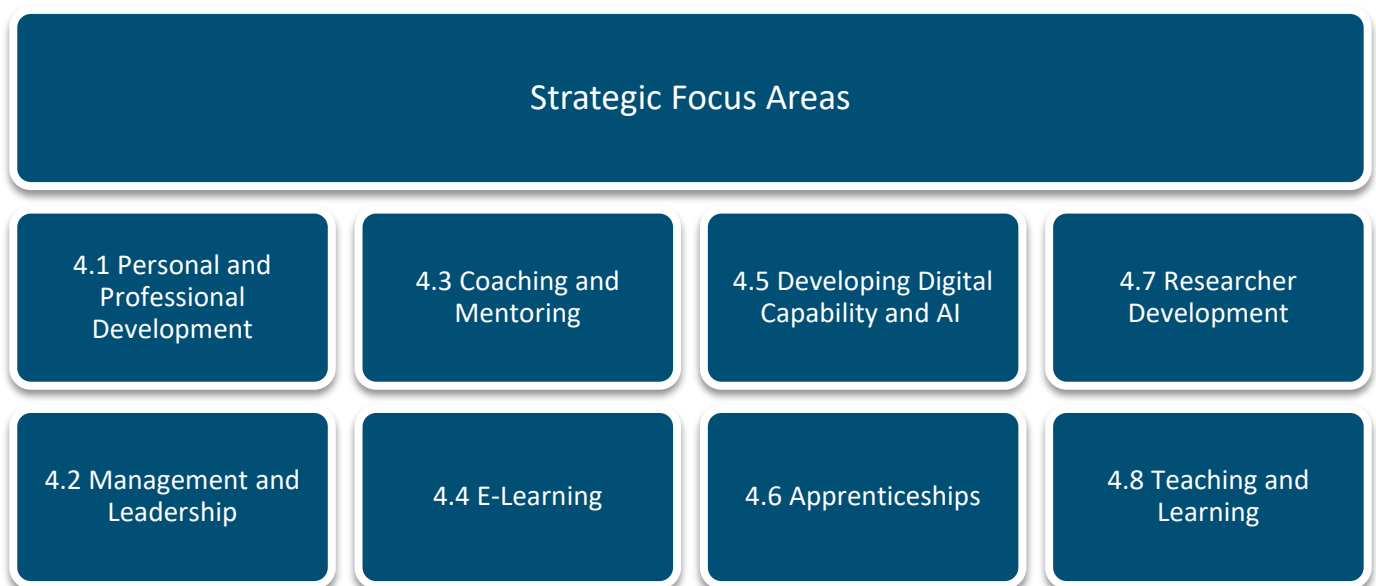 Strategic Focus Areas
4.1 Personal and
Professional
Development
4.3 Coaching and
Mentoring
4.5 Developing Digital
Capability and AI
4.7 Researcher
Development
4.2 Management and
Leadership
4.4 E-Learning
4.6 Apprenticeships
4.8 Teaching and
Learning